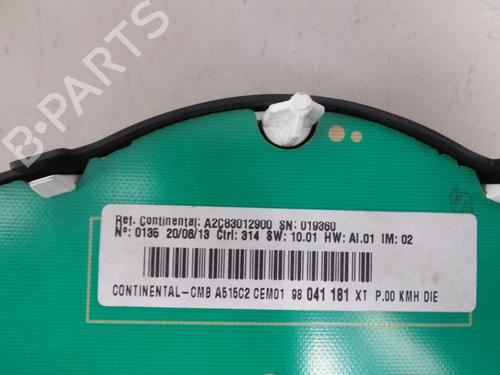 B-PARTS
Ref. Continental: A2C83012900 SN: 019360
Nº: 0135 20/06/13 Ctrl: 314 SW: 10.01 HW: AI.01 IM: 02
CONTINENTAL-CMB A515C2 CEM01 98 041 181 XT P.00 KMH DIE